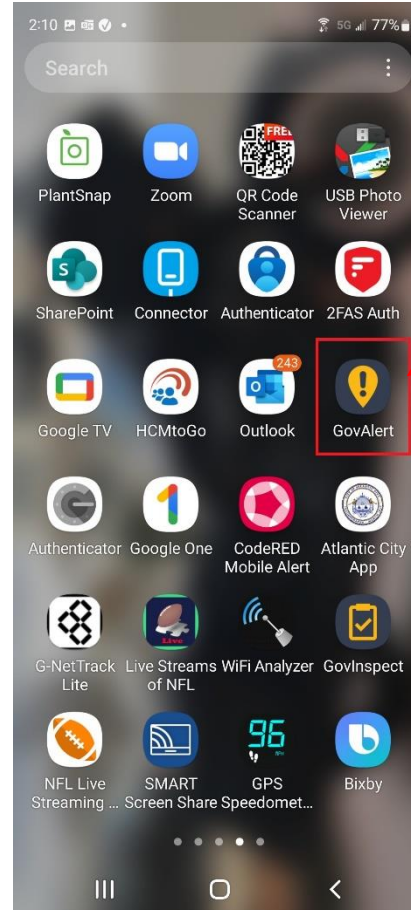 2:10 5G 77%
Search
FREE
PlantSnap Zoom QR Code Scanner USB Photo Viewer
S
SharePoint Connector Authenticator 2FAS Auth
243
Google TV HCMtoGo Outlook GovAlert
Authenticator Google One CodeRED Mobile Alert Atlantic City App
Live
G-NetTrack Lite Live Streams of NFL WiFi Analyzer GovInspect
96
NFL Live Streaming ... SMART Screen Share GPS Speedomet... Bixby